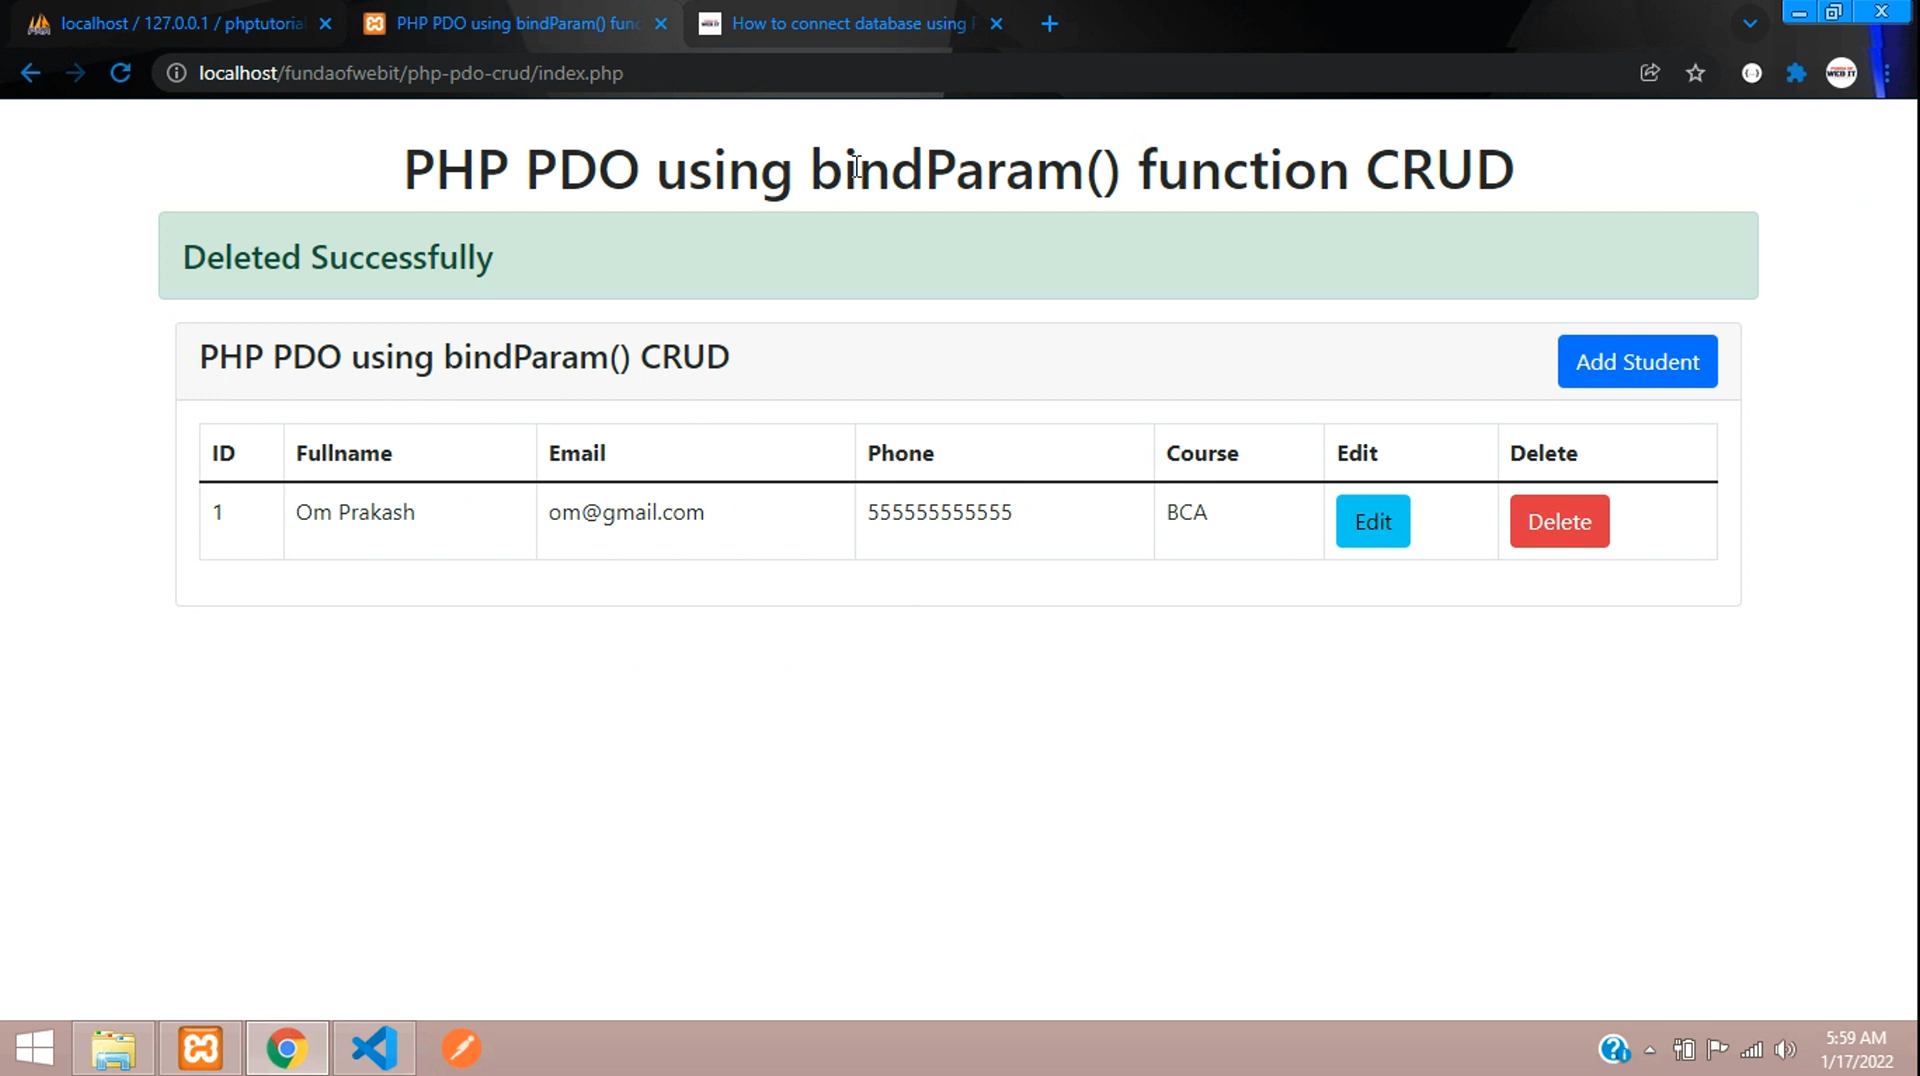 localhost / 127.0.0.1 / phptutorial
PHP PDO using bindParam() func
How to connect database using P
localhost/fundaofwebit/php-pdo-crud/index.php
WEB IT
PHP PDO using bindParam() function CRUD
Deleted Successfully
PHP PDO using bindParam() CRUD
Add Student
ID Fullname Email Phone Course Edit Delete
1 Om Prakash om@gmail.com 555555555555 BCA Edit Delete
5:59 AM
1/17/2022